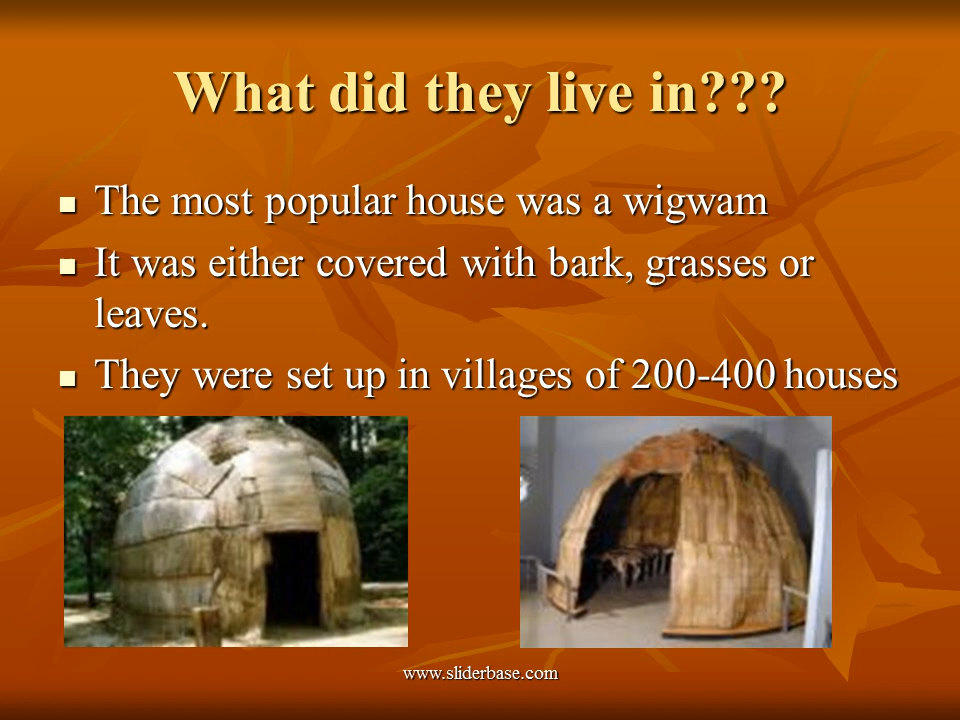 What did they live in???
The most popular house was a wigwam
It was either covered with bark, grasses or
leaves.
They were set up in villages of 200-400 houses
www.sliderbase.com